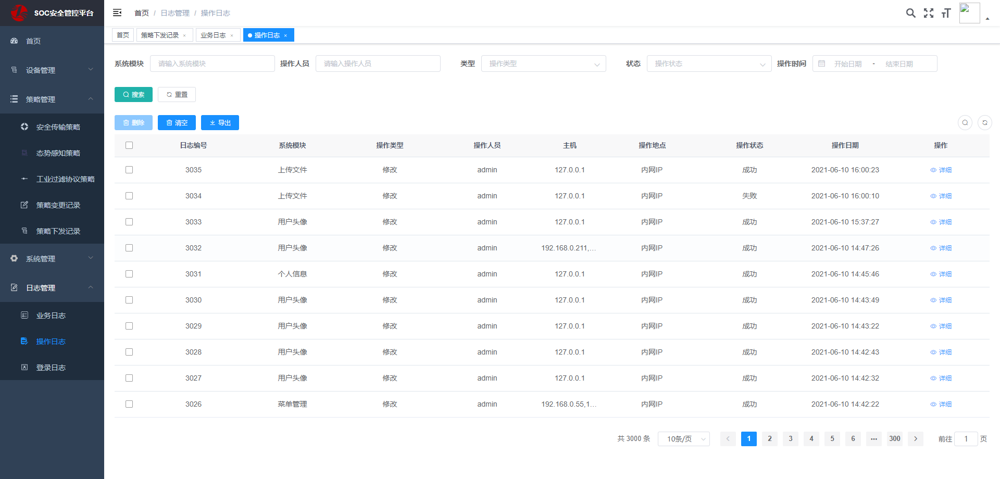 SOC安全管控平台
首页 / 日志管理 / 操作日志
首页
设备管理
策略管理
安全传输策略
态势感知策略
工业过滤协议策略
策略变更记录
策略下发记录
系统管理
日志管理
业务日志
操作日志
登录日志
首页 策略下发记录 × 业务日志 × 操作日志 ×
系统模块 请输入系统模块 操作人员 请输入操作人员 类型 操作类型 状态 操作状态 操作时间 开始日期 - 结束日期
搜索 重置
删除 清空 导出
日志编号 系统模块 操作类型 操作人员 主机 操作地点 操作状态 操作日期 操作
3035 上传文件 修改 admin 127.0.0.1 内网IP 成功 2021-06-10 16:00:23 详细
3034 上传文件 修改 admin 127.0.0.1 内网IP 失败 2021-06-10 16:00:10 详细
3033 用户头像 修改 admin 127.0.0.1 内网IP 成功 2021-06-10 15:37:27 详细
3032 用户头像 修改 admin 192.168.0.211,... 内网IP 成功 2021-06-10 14:47:26 详细
3031 个人信息 修改 admin 127.0.0.1 内网IP 成功 2021-06-10 14:45:46 详细
3030 用户头像 修改 admin 127.0.0.1 内网IP 成功 2021-06-10 14:43:49 详细
3029 用户头像 修改 admin 127.0.0.1 内网IP 成功 2021-06-10 14:43:22 详细
3028 用户头像 修改 admin 127.0.0.1 内网IP 成功 2021-06-10 14:42:43 详细
3027 用户头像 修改 admin 127.0.0.1 内网IP 成功 2021-06-10 14:42:32 详细
3026 菜单管理 修改 admin 192.168.0.55,1... 内网IP 成功 2021-06-10 14:42:22 详细
共 3000 条 10条/页 1 2 3 4 5 6 ... 300 前往 1 页